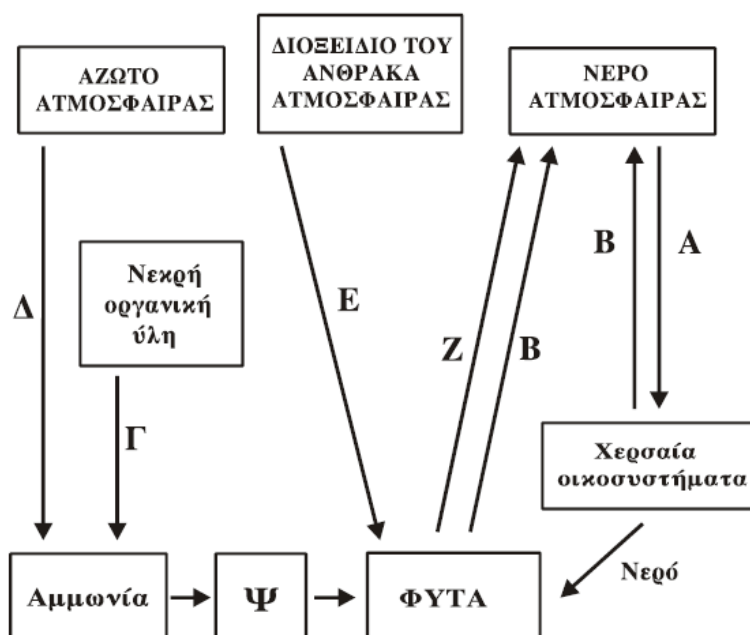 ΑΖΩΤΟ
ΑΤΜΟΣΦΑΙΡΑΣ
ΔΙΟΞΕΙΔΙΟ ΤΟΥ
ΑΝΘΡΑΚΑ
ΑΤΜΟΣΦΑΙΡΑΣ
ΝΕΡΟ
ΑΤΜΟΣΦΑΙΡΑΣ
Δ
Νεκρή
οργανική
ύλη
Γ
Ε
Ζ
Β
Β
Α
Χερσαία
οικοσυστήματα
Νερό
Αμμωνία
Ψ
ΦΥΤΑ